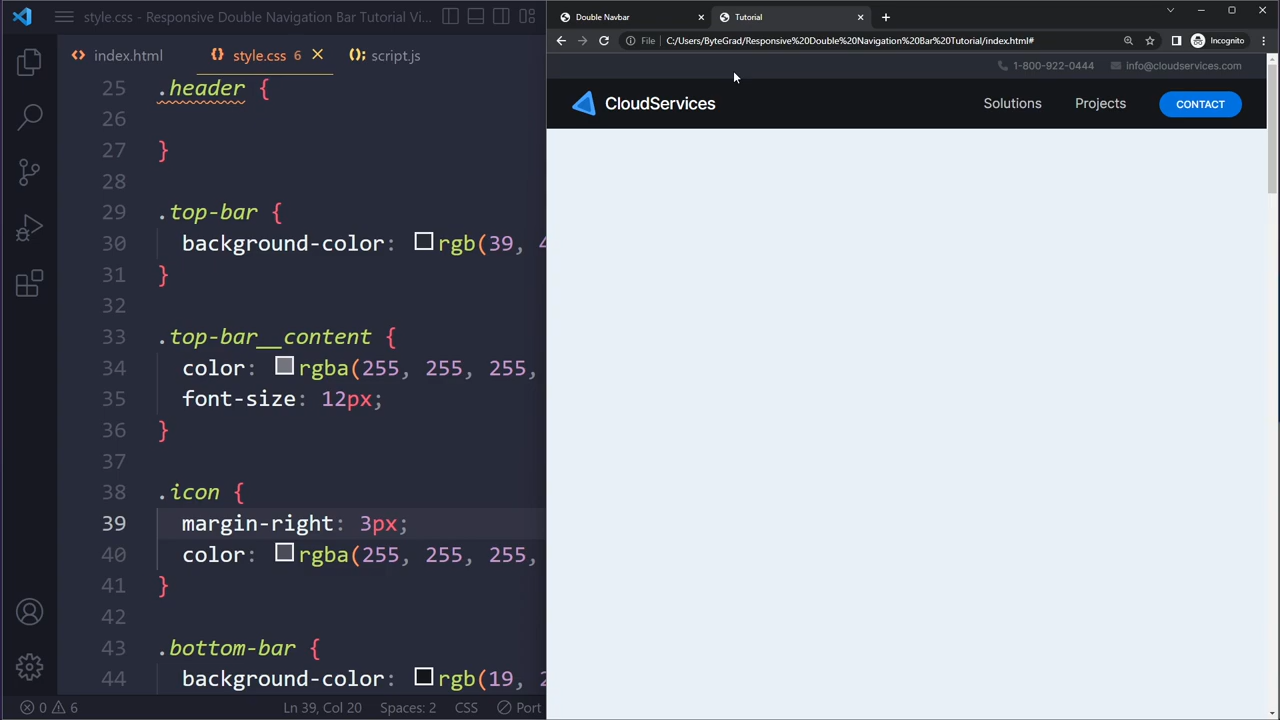 style.css - Responsive Double Navigation Bar Tutorial Vi...
index.html
style.css 6
script.js
25 .header {
26
27 }
28
29 .top-bar {
30 background-color: rgb(39, 4
31 }
32
33 .top-bar__content {
34 color: rgba(255, 255, 255,
35 font-size: 12px;
36 }
37
38 .icon {
39 margin-right: 3px;
40 color: rgba(255, 255, 255,
41 }
42
43 .bottom-bar {
44 background-color: rgb(19, 2
0 6 Ln 39, Col 20 Spaces: 2 CSS Port
Double Navbar
Tutorial
File C:/Users/ByteGrad/Responsive%20Double%20Navigation%20Bar%20Tutorial/index.html# Incognito
1-800-922-0444 info@cloudservices.com
CloudServices Solutions Projects CONTACT